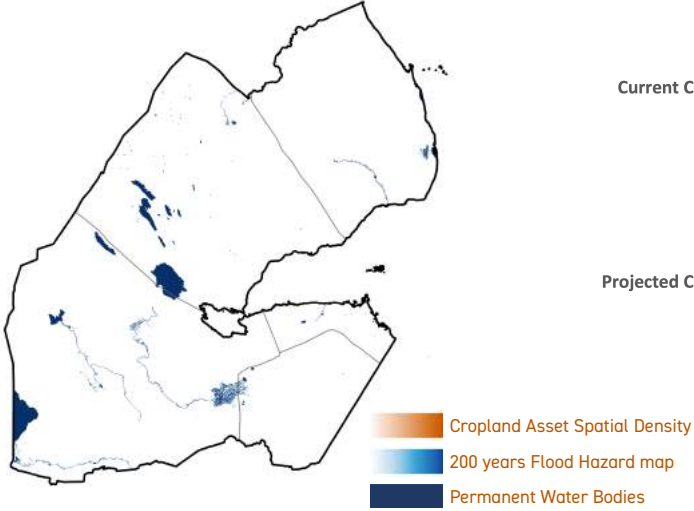 Current C
Projected C
Cropland Asset Spatial Density
200 years Flood Hazard map
Permanent Water Bodies